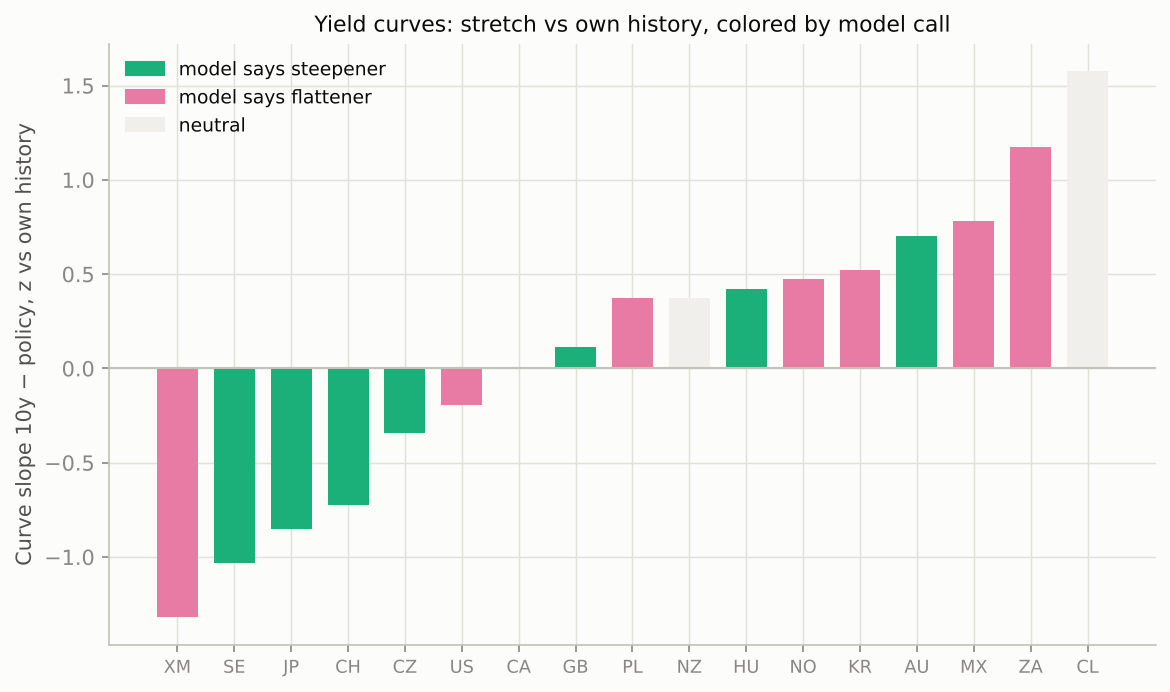 Yield curves: stretch vs own history, colored by model call
model says steepener
model says flattener
neutral
Curve slope 10y − policy, z vs own history
1.5
1.0
0.5
0.0
−0.5
−1.0
XM SE JP CH CZ US CA GB PL NZ HU NO KR AU MX ZA CL